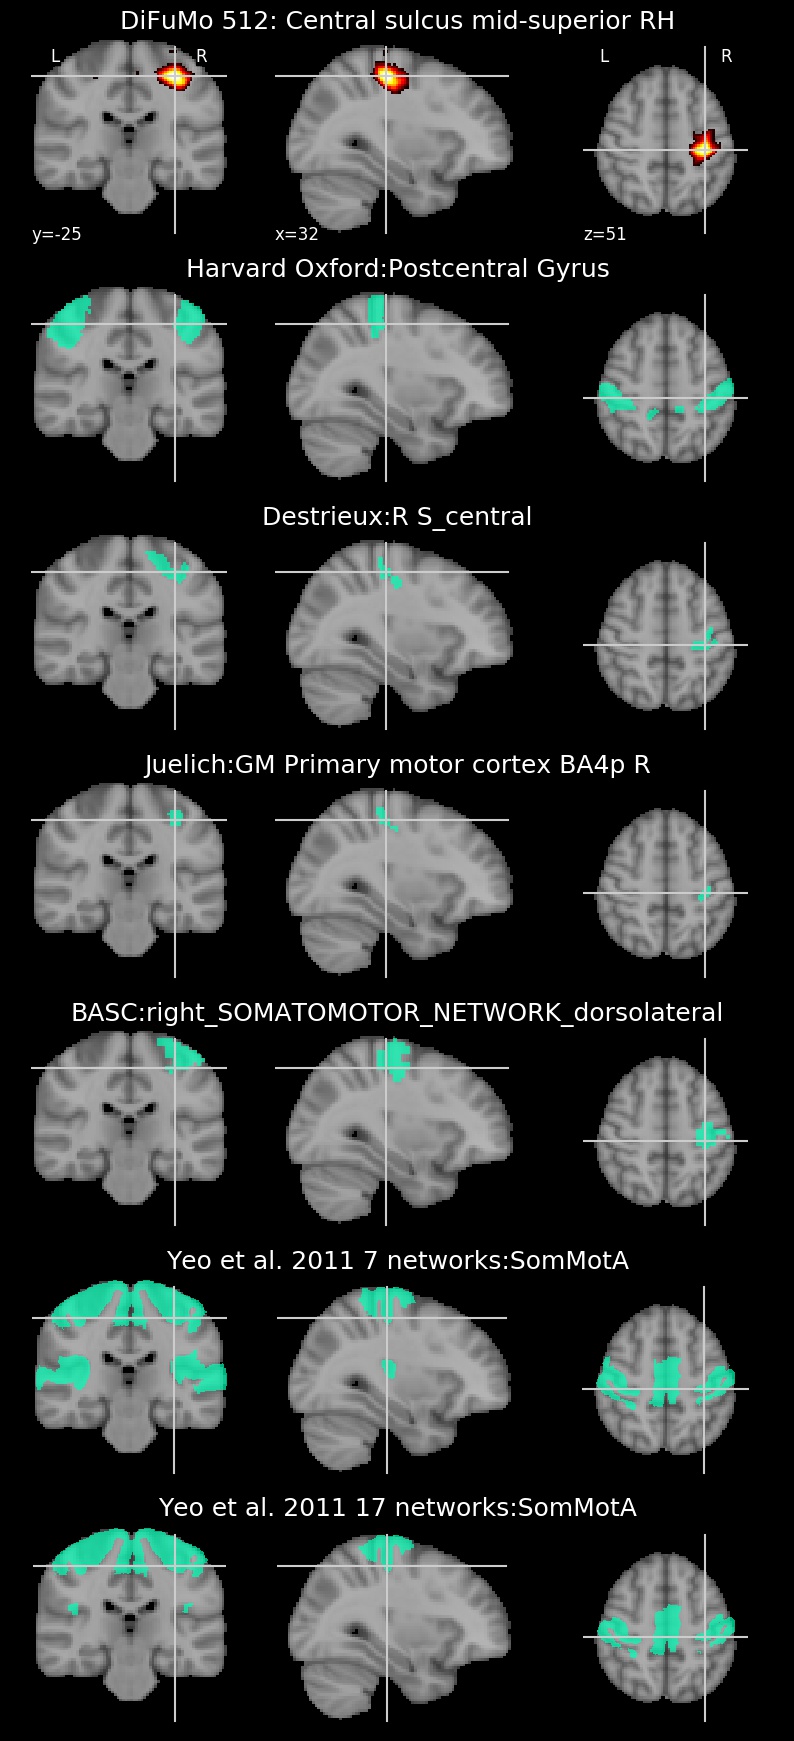 DiFuMo 512: Central sulcus mid-superior RH
L R L R
y=-25 x=32 z=51
Harvard Oxford:Postcentral Gyrus
Destrieux:R S_central
Juelich:GM Primary motor cortex BA4p R
BASC:right_SOMATOMOTOR_NETWORK_dorsolateral
Yeo et al. 2011 7 networks:SomMotA
Yeo et al. 2011 17 networks:SomMotA